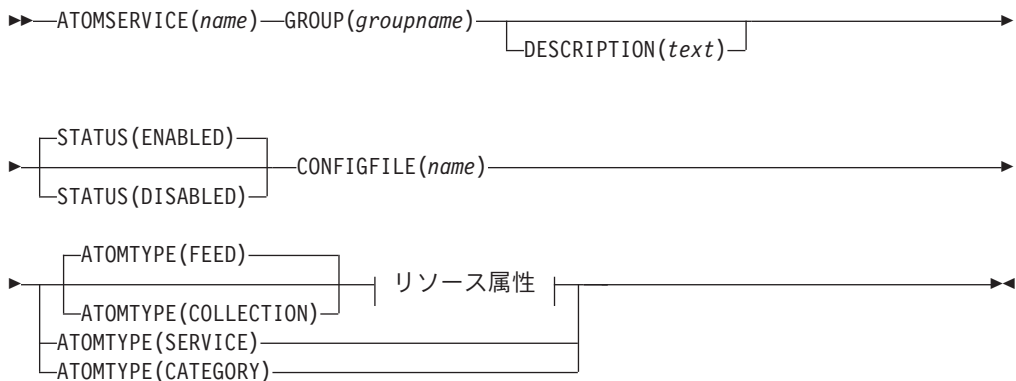 ATOMSERVICE(name) GROUP(groupname)
DESCRIPTION(text)
STATUS(ENABLED)
CONFIGFILE(name)
STATUS(DISABLED)
ATOMTYPE(FEED)
リソース属性
ATOMTYPE(COLLECTION)
ATOMTYPE(SERVICE)
ATOMTYPE(CATEGORY)